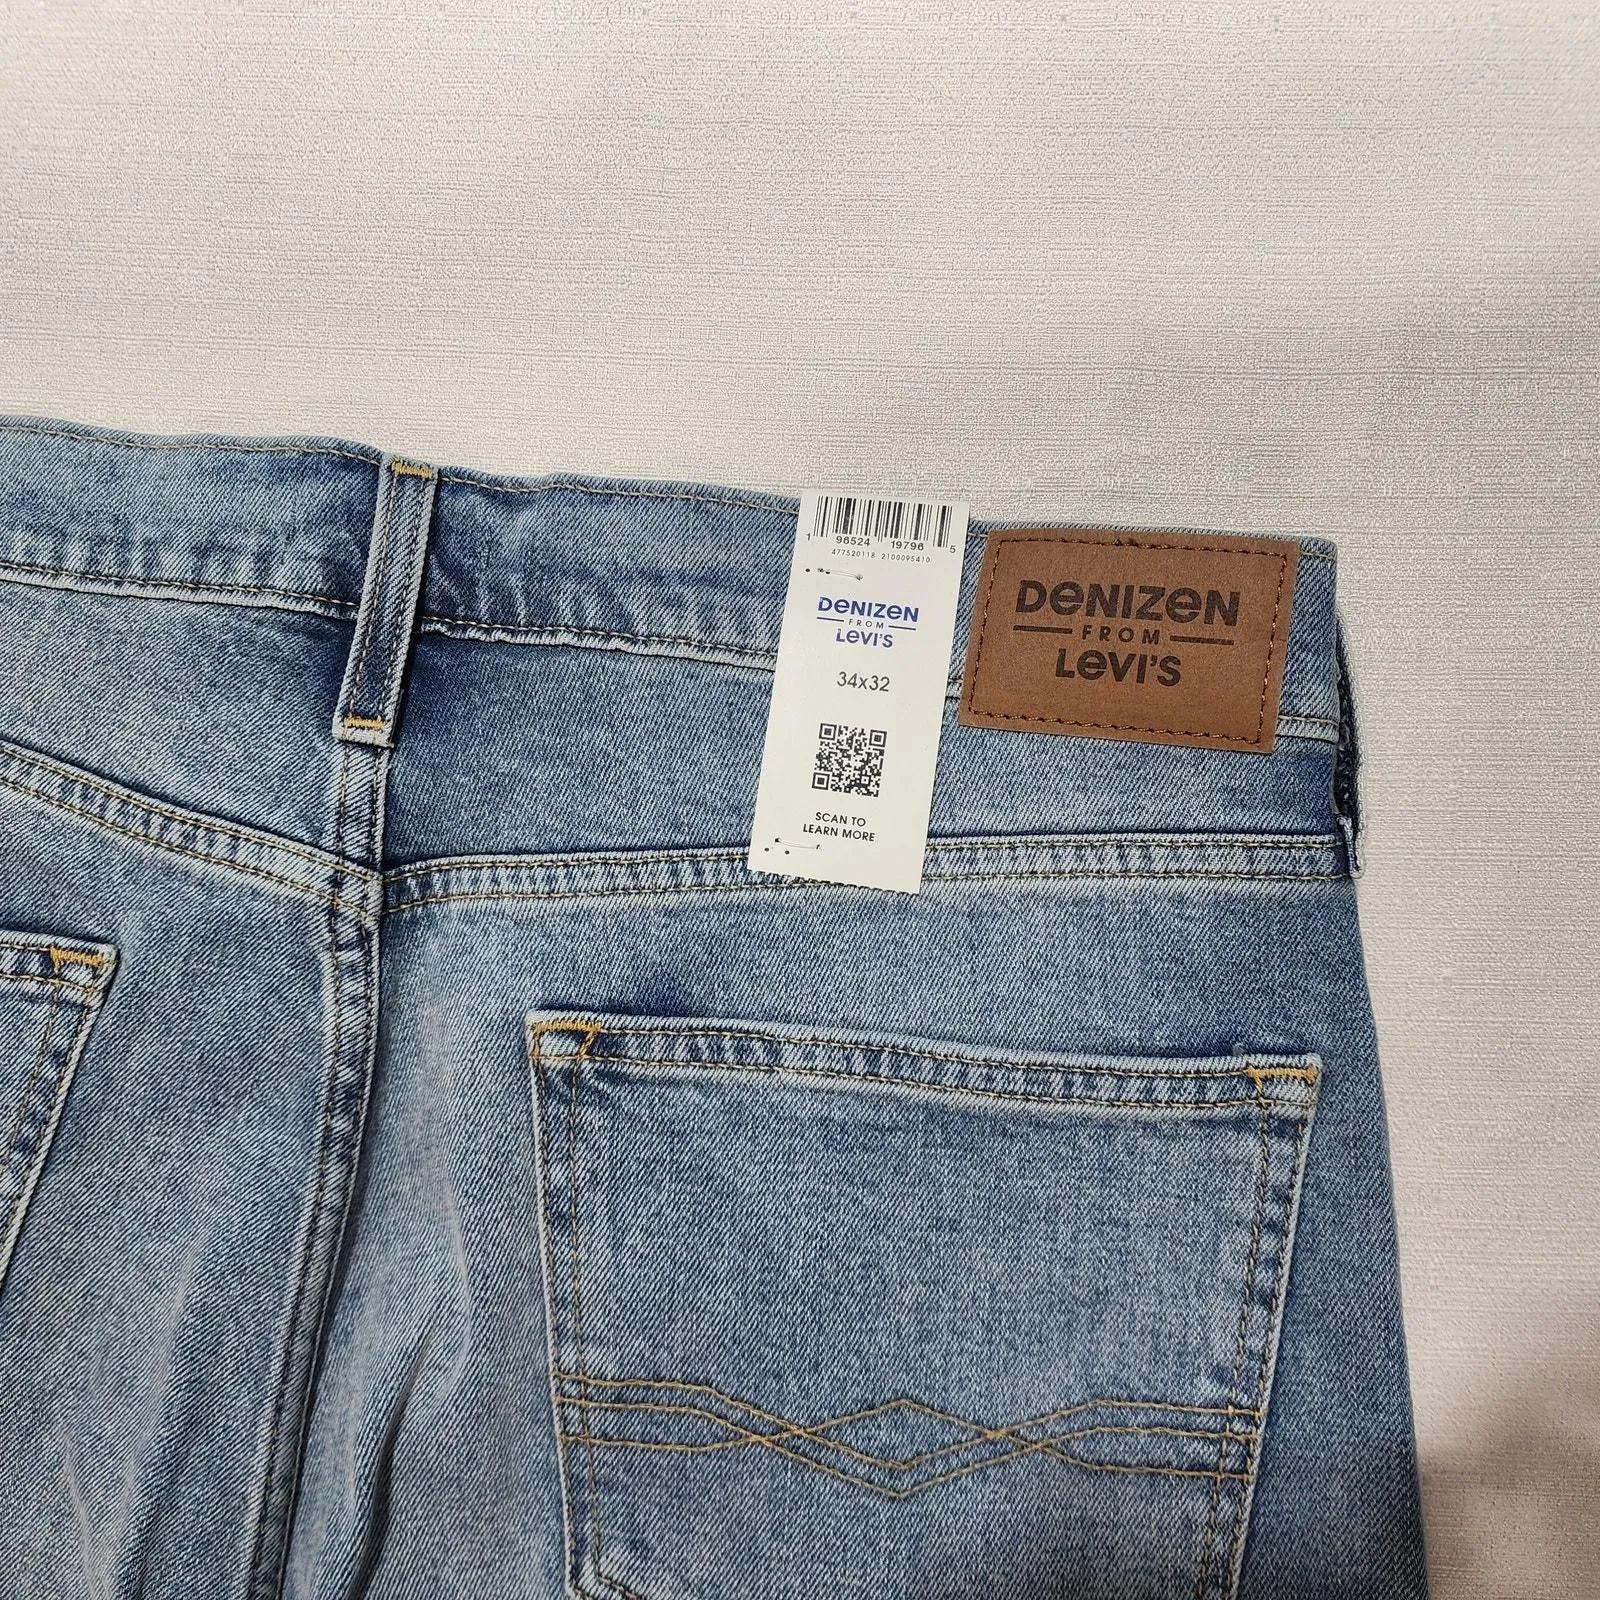 1 96524 19796 5
477520118 2100095410
DENIZEN
FROM
LEVI'S
34x32
SCAN TO
LEARN MORE
DENIZEN
FROM
LEVI'S